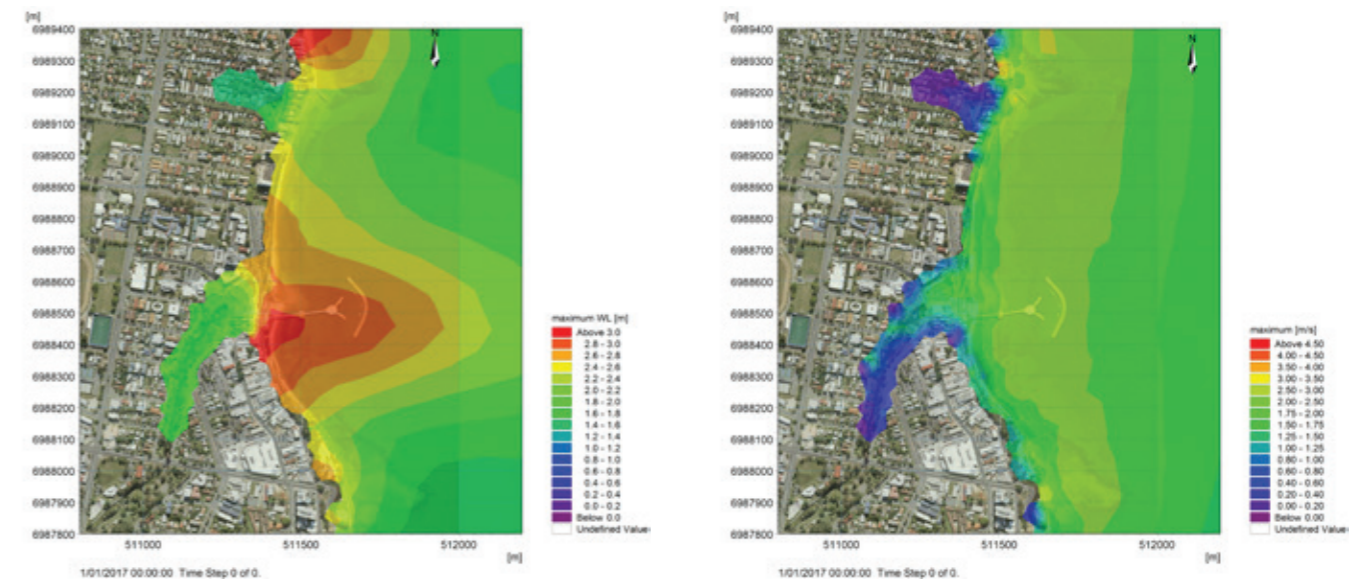 [m]
6989400
6989300
6989200
6989100
6989000
6988900
6988800
6988700
6988600
6988500
6988400
6988300
6988200
6988100
6988000
6987900
6987800
N
511000
511500
512000
[m]
1/01/2017 00:00:00 Time Step 0 of 0.
maximum WL [m]
Above 3.0
2.8 - 3.0
2.6 - 2.8
2.4 - 2.6
2.2 - 2.4
2.0 - 2.2
1.8 - 2.0
1.6 - 1.8
1.4 - 1.6
1.2 - 1.4
1.0 - 1.2
0.8 - 1.0
0.6 - 0.8
0.4 - 0.6
0.2 - 0.4
0.0 - 0.2
Below 0.0
Undefined Value
[m]
6989400
6989300
6989200
6989100
6989000
6988900
6988800
6988700
6988600
6988500
6988400
6988300
6988200
6988100
6988000
6987900
6987800
N
511000
511500
512000
[m]
1/01/2017 00:00:00 Time Step 0 of 0.
maximum [m/s]
Above 4.50
4.00 - 4.50
3.50 - 4.00
3.00 - 3.50
2.50 - 3.00
2.00 - 2.50
1.75 - 2.00
1.50 - 1.75
1.25 - 1.50
1.00 - 1.25
0.80 - 1.00
0.60 - 0.80
0.40 - 0.60
0.20 - 0.40
0.00 - 0.20
Below 0.00
Undefined Value